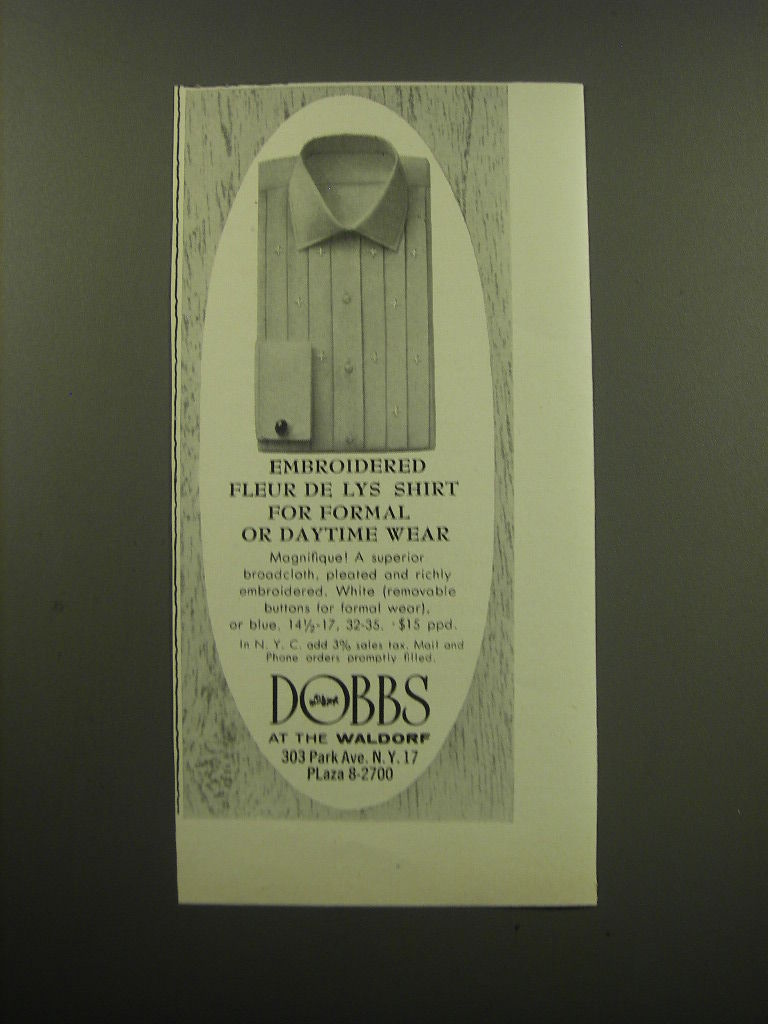 EMBROIDERED
FLEUR DE LYS SHIRT
FOR FORMAL
OR DAYTIME WEAR
Magnifique! A superior
broadcloth, pleated and richly
embroidered. White (removable
buttons for formal wear),
or blue. 14½-17, 32-35. $15 ppd.
In N. Y. C. add 3% sales tax. Mail and
Phone orders promptly filled.
DOBBS
AT THE WALDORF
303 Park Ave. N.Y. 17
PLaza 8-2700